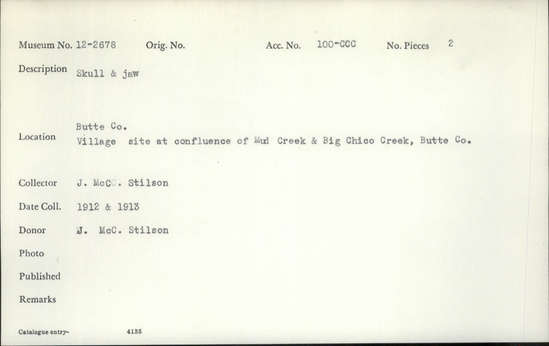 Museum No. 12-2678 Orig. No. Acc. No. 100-CCC No. Pieces 2
Description Skull & jaw
Butte Co.
Location Village site at confluence of Mud Creek & Big Chico Creek, Butte Co.
Collector J. McC. Stilson
Date Coll. 1912 & 1913
Donor J. McC. Stilson
Photo
Published
Remarks
Catalogue entry- 4135